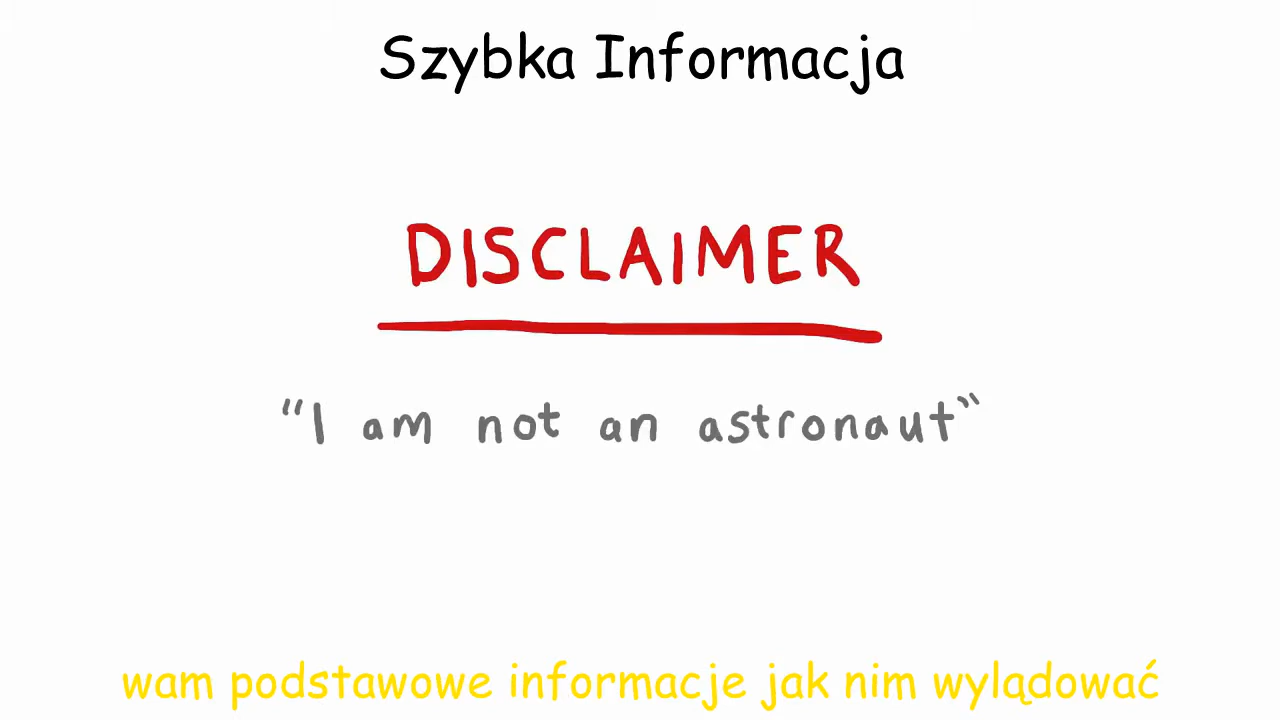 Szybka Informacja
DISCLAIMER
“I am not an astronaut”
wam podstawowe informacje jak nim wylądować